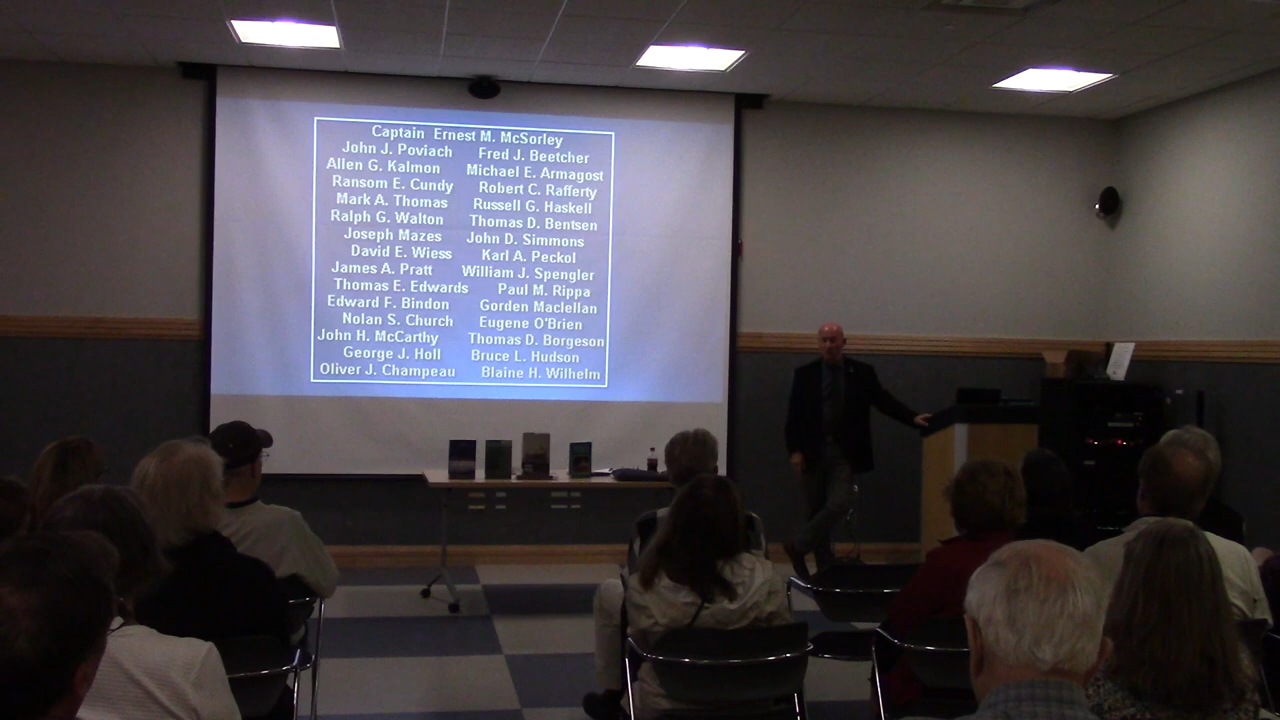 Captain Ernest M. McSorley
John J. Poviach Fred J. Beetcher
Allen G. Kalmon Michael E. Armagost
Ransom E. Cundy Robert C. Rafferty
Mark A. Thomas Russell G. Haskell
Ralph G. Walton Thomas D. Bentsen
Joseph Mazes John D. Simmons
David E. Wiess Karl A. Peckol
James A. Pratt William J. Spengler
Thomas E. Edwards Paul M. Rippa
Edward F. Bindon Gorden Maclellan
Nolan S. Church Eugene O'Brien
John H. McCarthy Thomas D. Borgeson
George J. Holl Bruce L. Hudson
Oliver J. Champeau Blaine H. Wilhelm